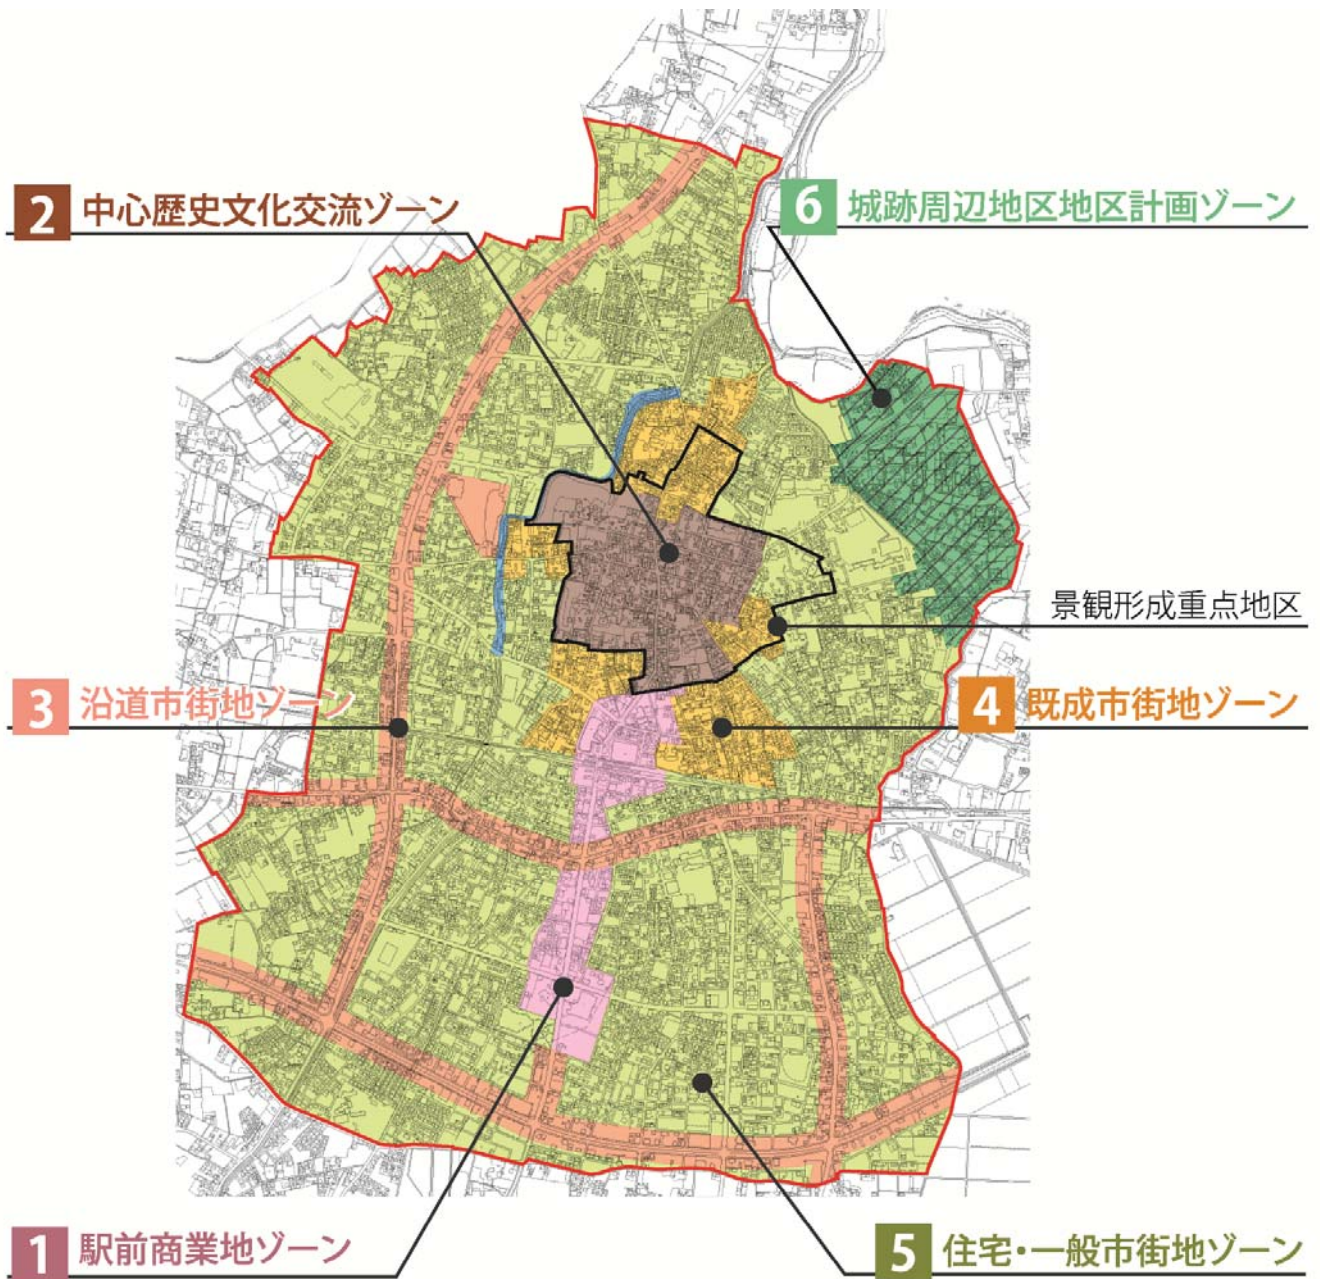 2 中心歴史文化交流ゾーン
6 城跡周辺地区地区計画ゾーン
景観形成重点地区
3 沿道市街地ゾーン
4 既成市街地ゾーン
1 駅前商業地ゾーン
5 住宅・一般市街地ゾーン